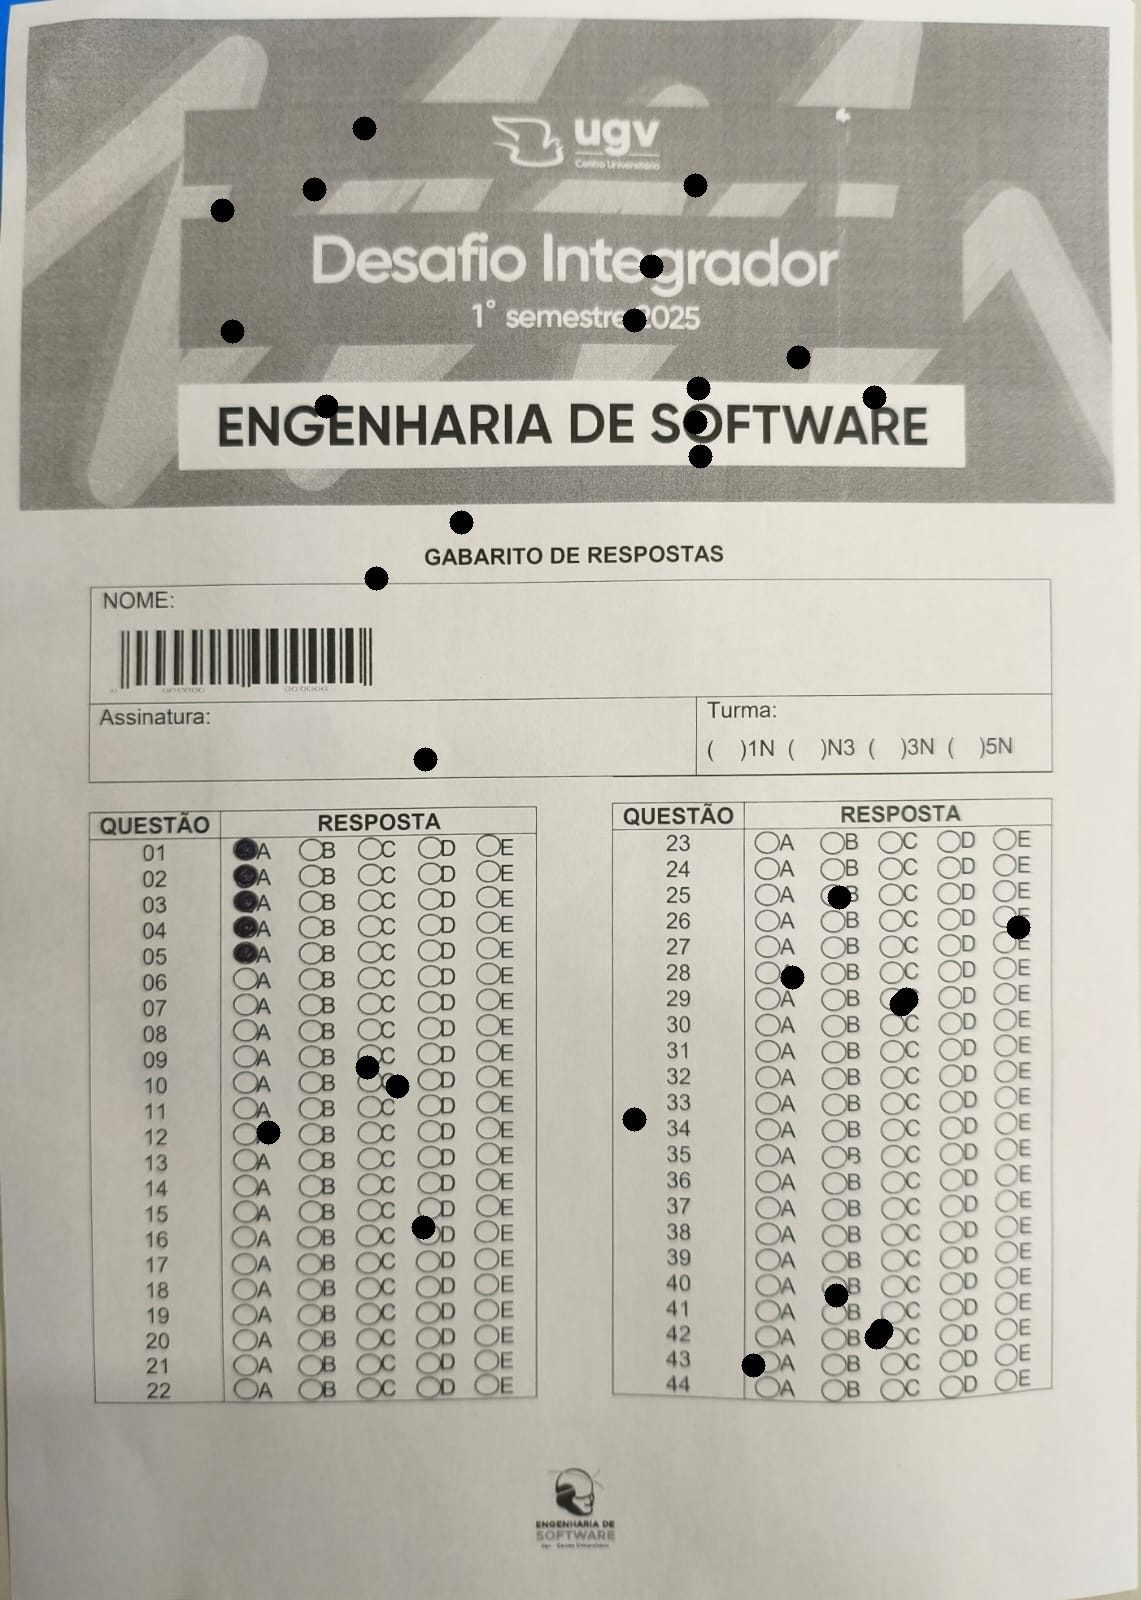 ugv
Centro Universitário
Desafio Integrador
1° semestre 2025
ENGENHARIA DE SOFTWARE
GABARITO DE RESPOSTAS
NOME:
Assinatura:
Turma:
( )1N ( )N3 ( )3N ( )5N
QUESTÃO RESPOSTA
01 A B C D E
02 A B C D E
03 A B C D E
04 A B C D E
05 A B C D E
06 A B C D E
07 A B C D E
08 A B C D E
09 A B C D E
10 A B C D E
11 A B C D E
12 A B C D E
13 A B C D E
14 A B C D E
15 A B C D E
16 A B C D E
17 A B C D E
18 A B C D E
19 A B C D E
20 A B C D E
21 A B C D E
22 A B C D E
QUESTÃO RESPOSTA
23 A B C D E
24 A B C D E
25 A B C D E
26 A B C D E
27 A B C D E
28 A B C D E
29 A B C D E
30 A B C D E
31 A B C D E
32 A B C D E
33 A B C D E
34 A B C D E
35 A B C D E
36 A B C D E
37 A B C D E
38 A B C D E
39 A B C D E
40 A B C D E
41 A B C D E
42 A B C D E
43 A B C D E
44 A B C D E
ENGENHARIA DE
SOFTWARE
Ugv - Centro Universitário